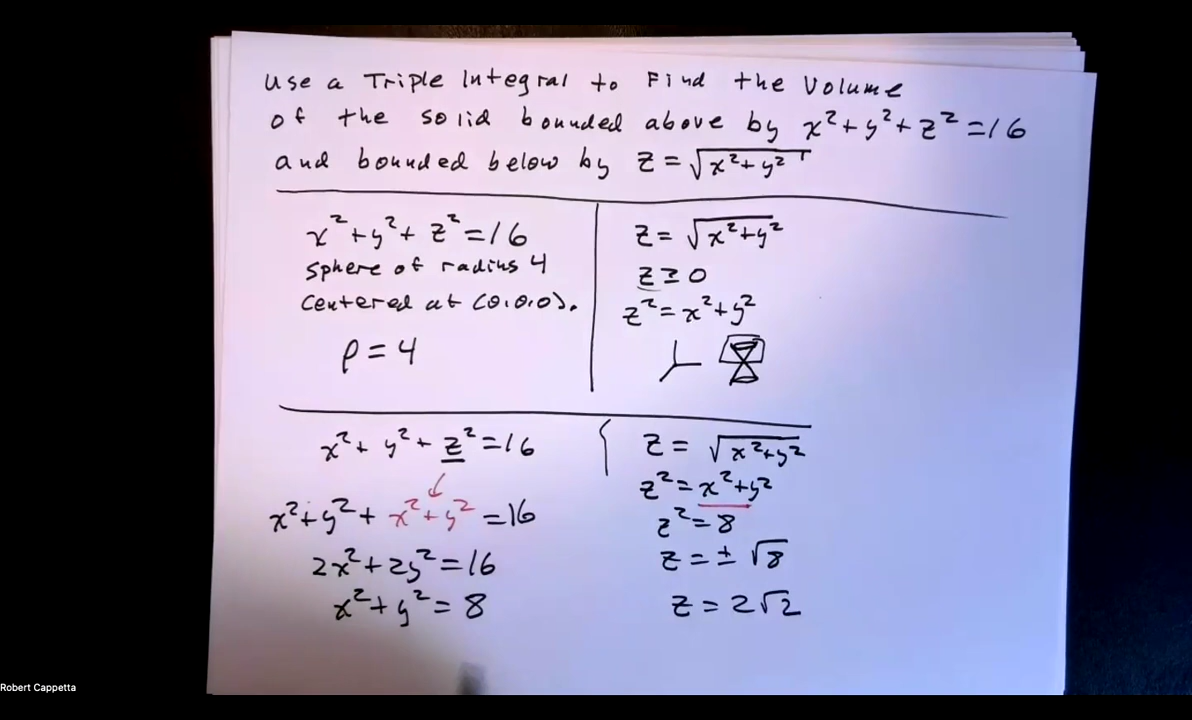 Use a Triple Integral to Find the Volume
of the solid bounded above by x²+y²+z²=16
and bounded below by z=√x²+y²
x²+y²+z²=16
Sphere of radius 4
Centered at (0,0,0).
ρ=4
z=√x²+y²
z≥0
z²=x²+y²
x²+y²+z²=16
x²+y²+x²+y²=16
2x²+2y²=16
x²+y²=8
z=√x²+y²
z²=x²+y²
z²=8
z=±√8
z=2√2
Robert Cappetta